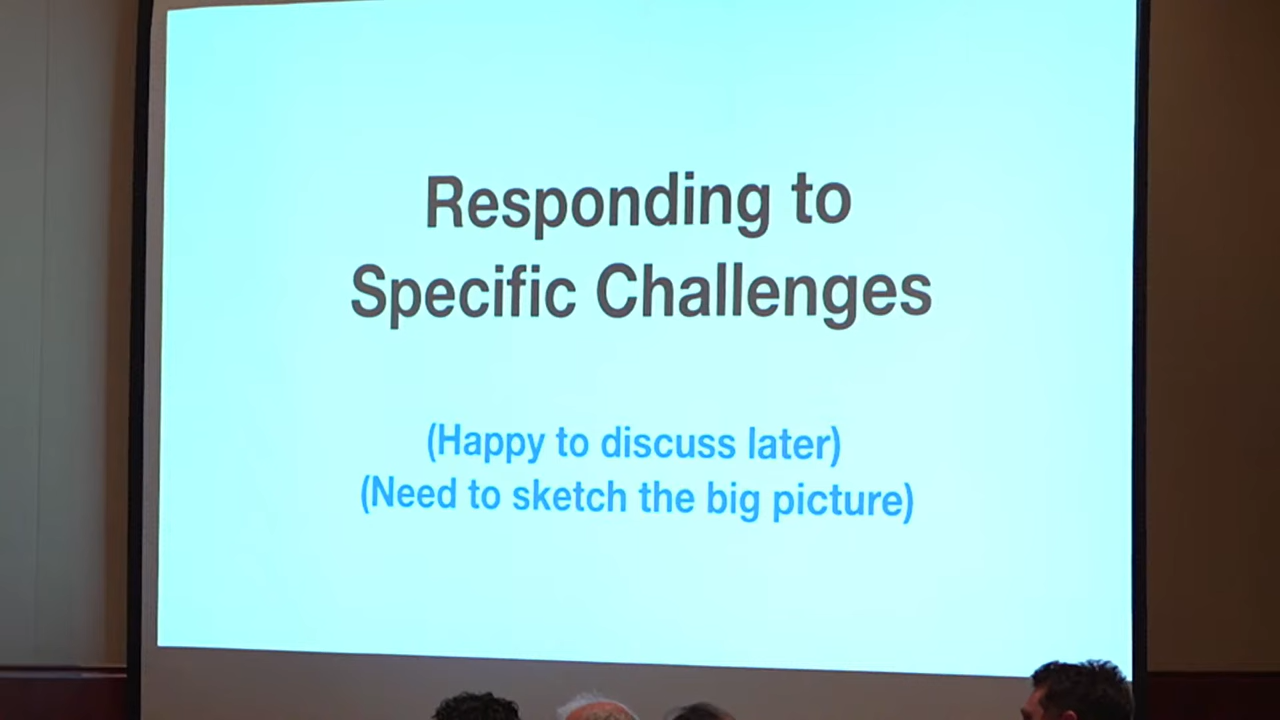 Responding to
Specific Challenges
(Happy to discuss later)
(Need to sketch the big picture)